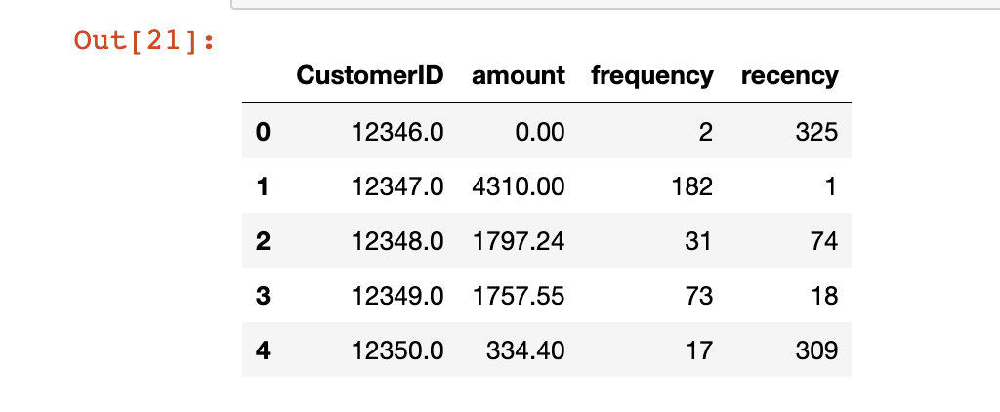 Out[21]:
CustomerID amount frequency recency
0 12346.0 0.00 2 325
1 12347.0 4310.00 182 1
2 12348.0 1797.24 31 74
3 12349.0 1757.55 73 18
4 12350.0 334.40 17 309